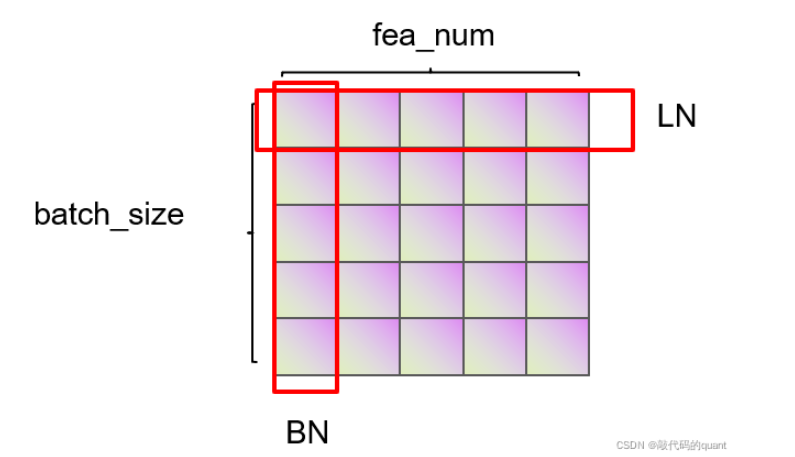 fea_num
LN
batch_size
BN
CSDN @敲代码的quant